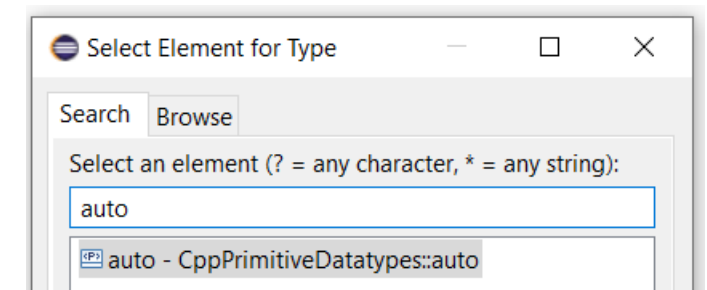 Select Element for Type
Search Browse
Select an element (? = any character, * = any string):
auto
<P> auto - CppPrimitiveDatatypes::auto